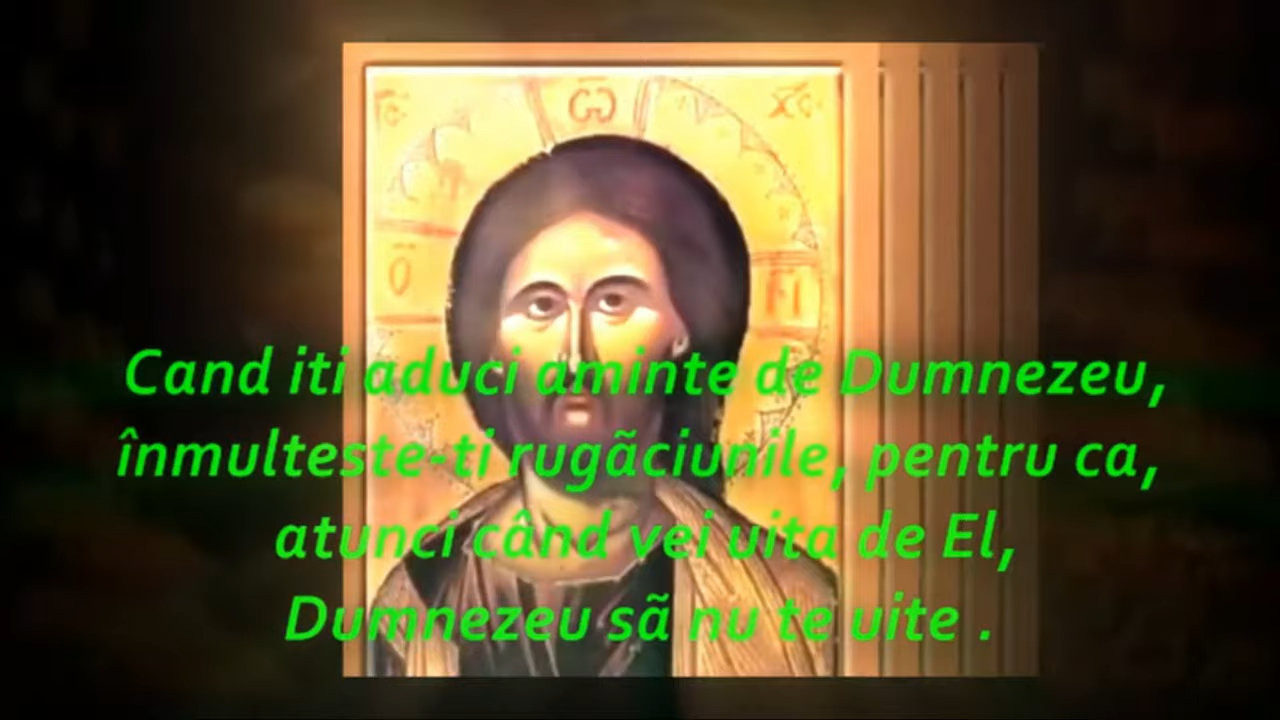 Ѿ
Χ͞С
Cand iti aduci aminte de Dumnezeu,
înmulteste-ti rugãciunile, pentru ca,
atunci când vei uita de El,
Dumnezeu sã nu te uite .